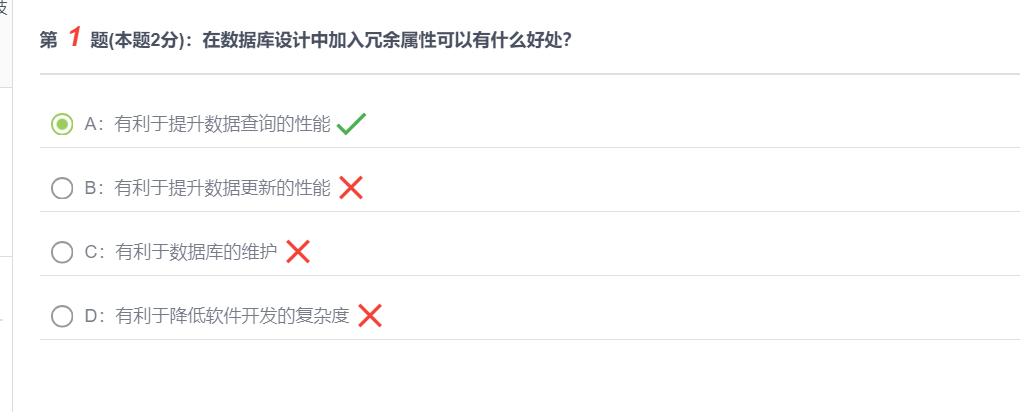 技
第 1 题(本题2分)：在数据库设计中加入冗余属性可以有什么好处?
A：有利于提升数据查询的性能
B：有利于提升数据更新的性能
C：有利于数据库的维护
D：有利于降低软件开发的复杂度